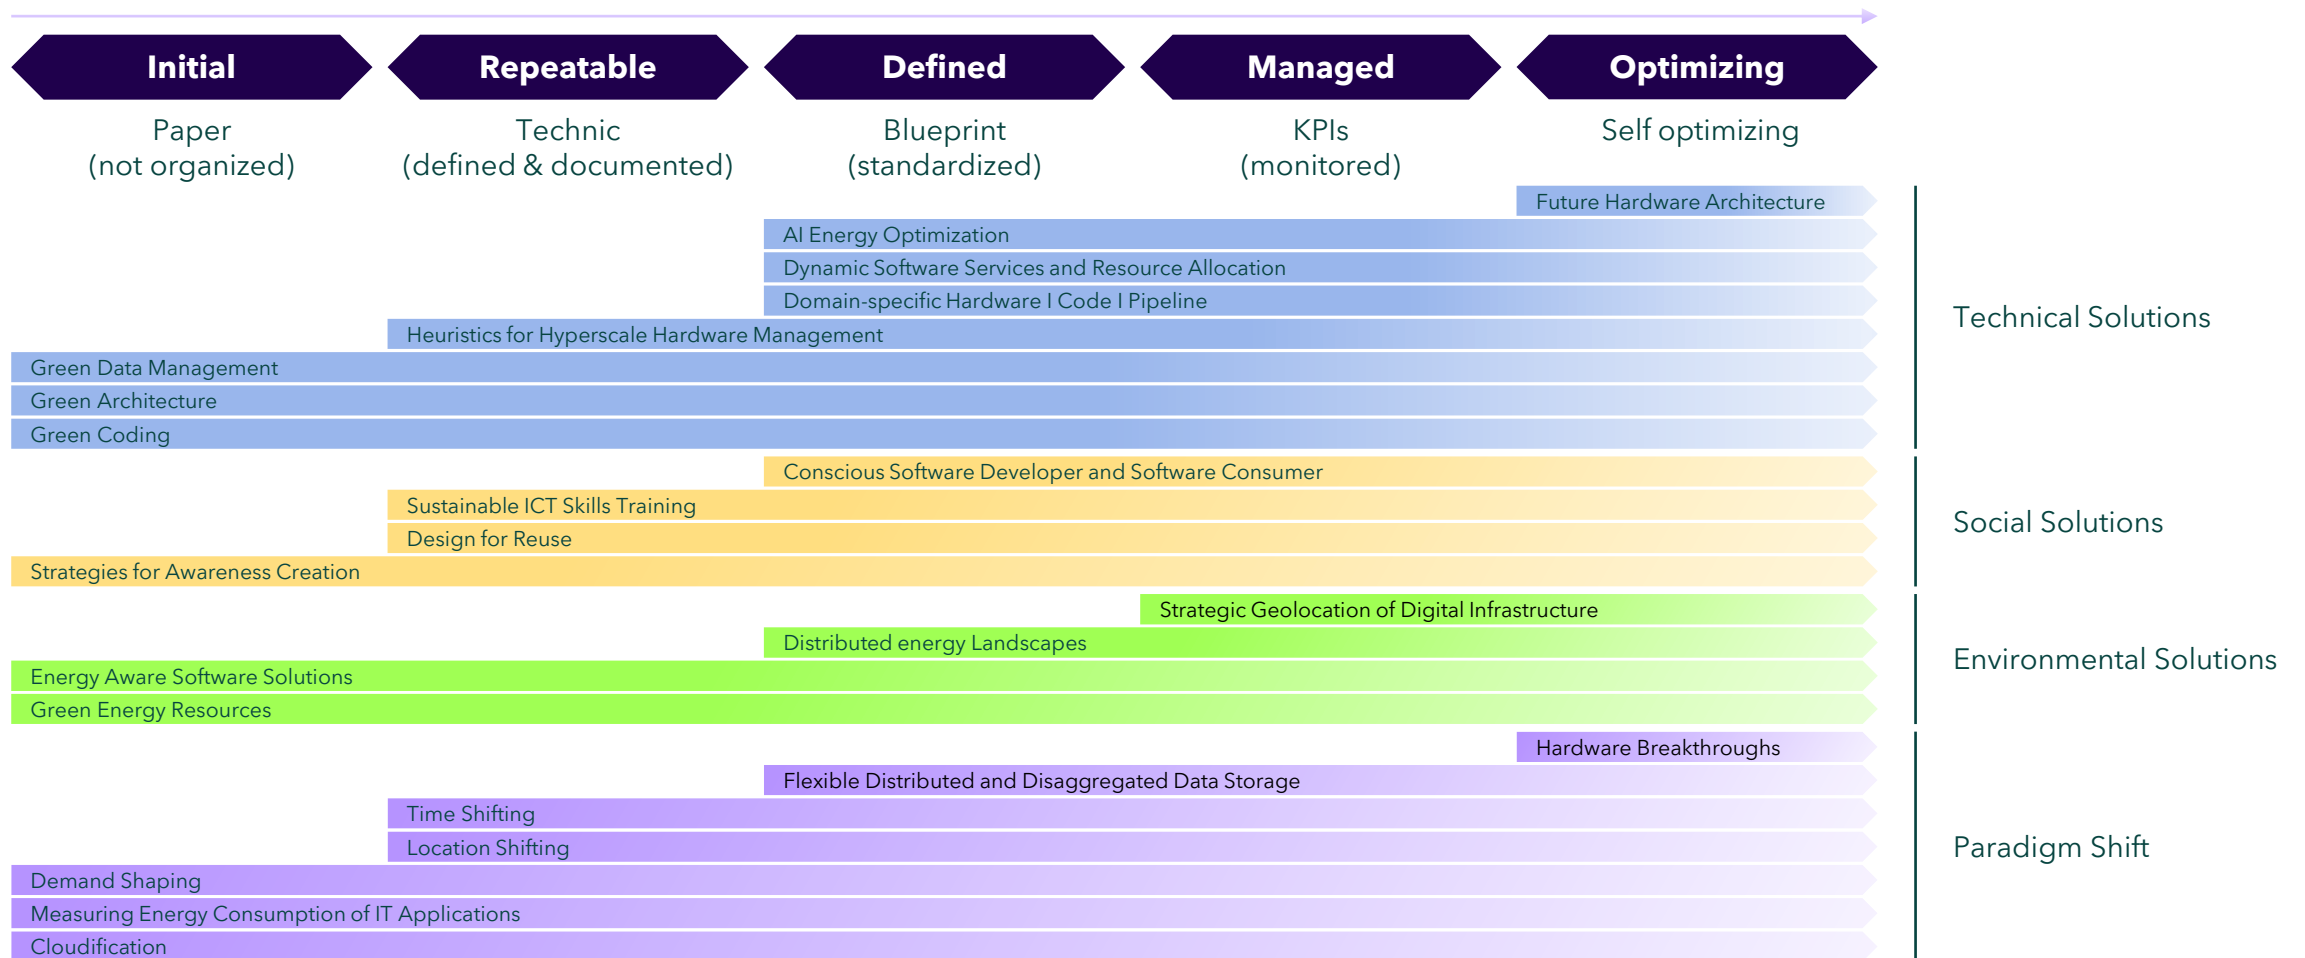 Initial
Repeatable
Defined
Managed
Optimizing
Paper
(not organized)
Technic
(defined & documented)
Blueprint
(standardized)
KPIs
(monitored)
Self optimizing
Future Hardware Architecture
AI Energy Optimization
Dynamic Software Services and Resource Allocation
Domain-specific Hardware I Code I Pipeline
Heuristics for Hyperscale Hardware Management
Green Data Management
Green Architecture
Green Coding
Technical Solutions
Conscious Software Developer and Software Consumer
Sustainable ICT Skills Training
Design for Reuse
Strategies for Awareness Creation
Social Solutions
Strategic Geolocation of Digital Infrastructure
Distributed energy Landscapes
Energy Aware Software Solutions
Green Energy Resources
Environmental Solutions
Hardware Breakthroughs
Flexible Distributed and Disaggregated Data Storage
Time Shifting
Location Shifting
Demand Shaping
Measuring Energy Consumption of IT Applications
Cloudification
Paradigm Shift